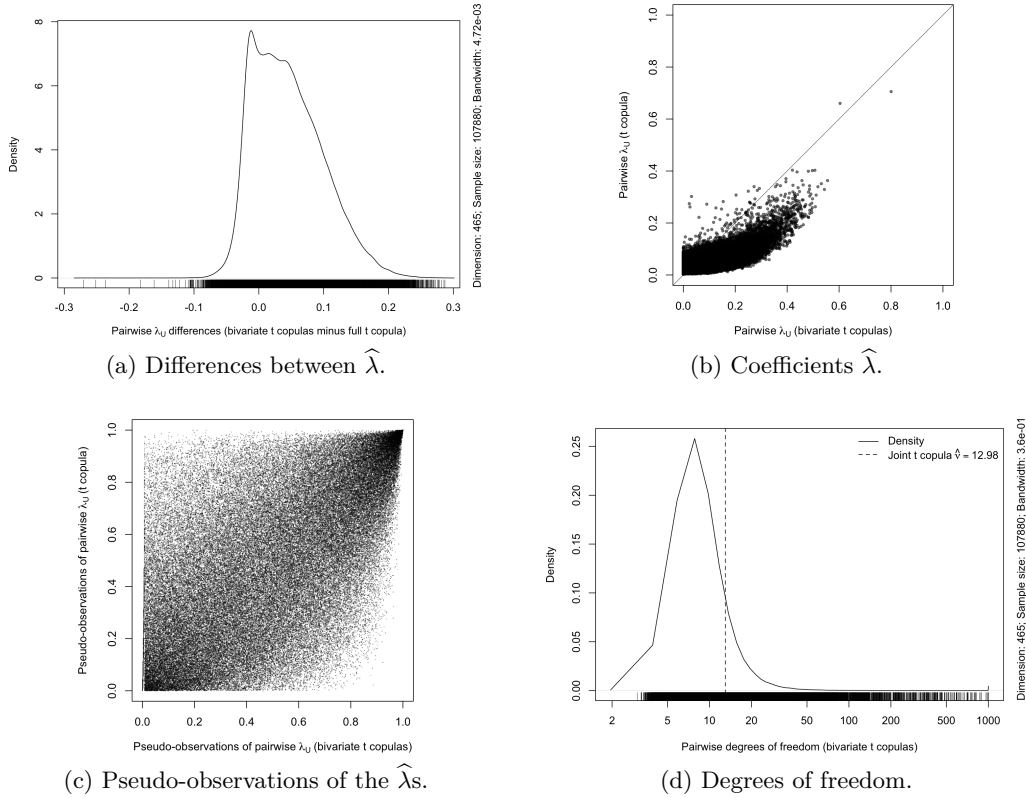 8
6
4
2
0
Density
-0.3 -0.2 -0.1 0.0 0.1 0.2 0.3
Pairwise λU differences (bivariate t copulas minus full t copula)
Dimension: 465; Sample size: 107880; Bandwidth: 4.72e-03
(a) Differences between λ̂.
1.0
0.8
0.6
0.4
0.2
0.0
Pairwise λU (t copula)
0.0 0.2 0.4 0.6 0.8 1.0
Pairwise λU (bivariate t copulas)
(b) Coefficients λ̂.
1.0
0.8
0.6
0.4
0.2
0.0
Pseudo-observations of pairwise λU (t copula)
0.0 0.2 0.4 0.6 0.8 1.0
Pseudo-observations of pairwise λU (bivariate t copulas)
(c) Pseudo-observations of the λ̂s.
0.25
0.20
0.15
0.10
0.05
0.00
Density
Density
Joint t copula ν̂ = 12.98
2 5 10 20 50 100 200 500 1000
Pairwise degrees of freedom (bivariate t copulas)
Dimension: 465; Sample size: 107880; Bandwidth: 3.6e-01
(d) Degrees of freedom.